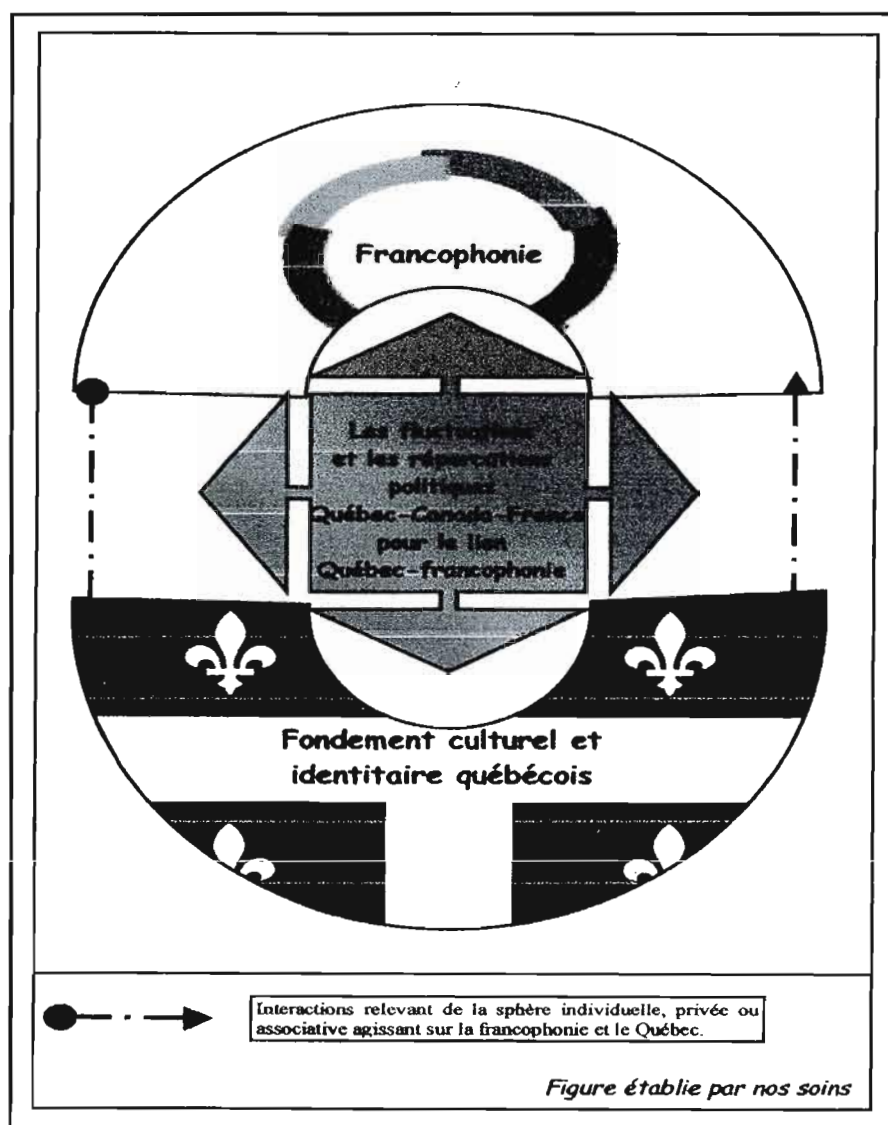 Francophonie
Les fluctuations
et les répercutions
politiques
Québec-Canada-France
pour le lien
Québec-francophonie
Fondement culturel et
identitaire québécois
Interactions relevant de la sphère individuelle, privée ou
associative agissant sur la francophonie et le Québec.
Figure établie par nos soins